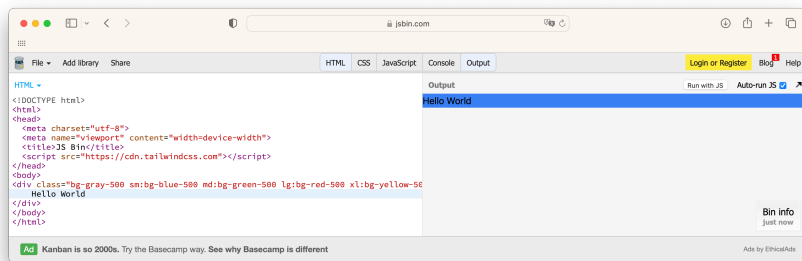 jsbin.com
File Add library Share HTML CSS JavaScript Console Output Login or Register Blog 1 Help
HTML Output Run with JS Auto-run JS
<!DOCTYPE html>
<html>
<head>
<meta charset="utf-8">
<meta name="viewport" content="width=device-width">
<title>JS Bin</title>
<script src="https://cdn.tailwindcss.com"></script>
</head>
<body>
<div class="bg-gray-500 sm:bg-blue-500 md:bg-green-500 lg:bg-red-500 xl:bg-yellow-50
Hello World
</div>
</body>
</html>
Hello World
Bin info
just now
Ad Kanban is so 2000s. Try the Basecamp way. See why Basecamp is different Ads by EthicalAds